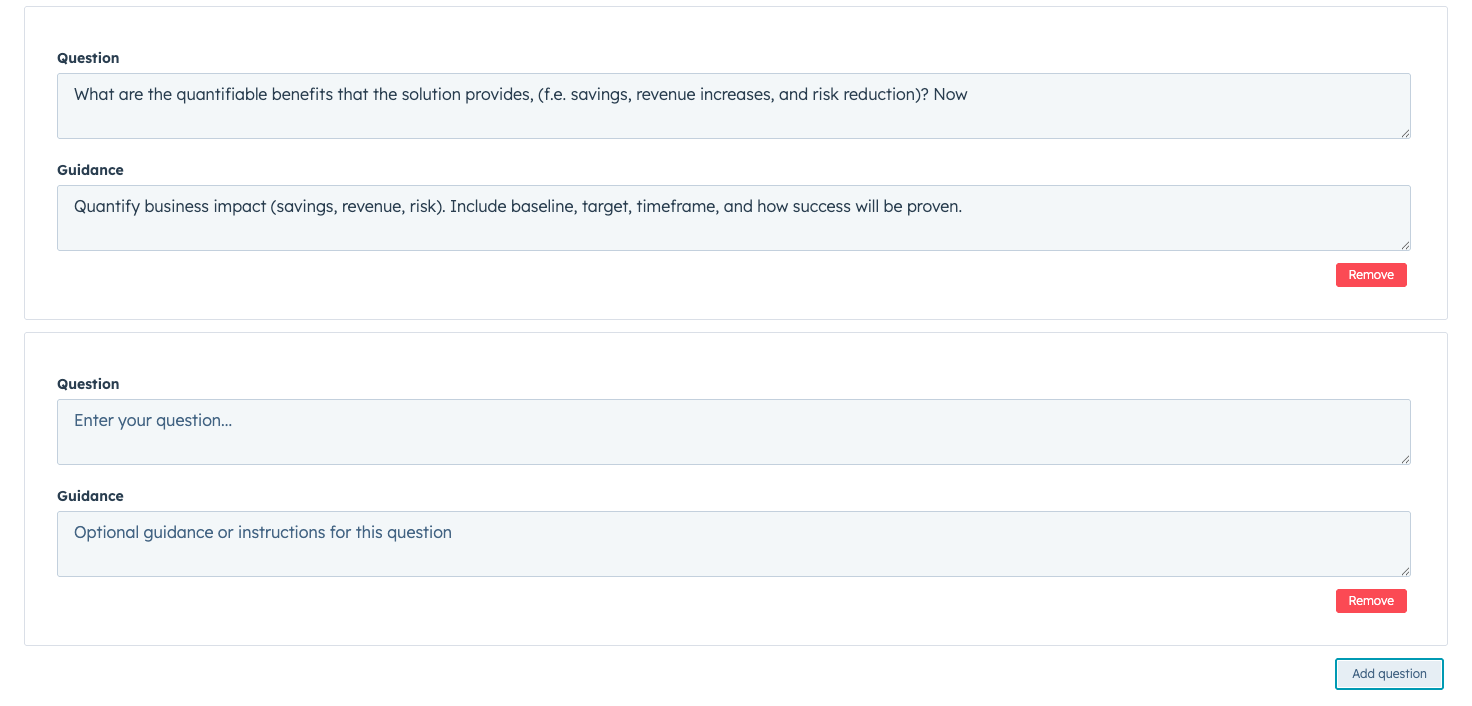 Question
What are the quantifiable benefits that the solution provides, (f.e. savings, revenue increases, and risk reduction)? Now
Guidance
Quantify business impact (savings, revenue, risk). Include baseline, target, timeframe, and how success will be proven.
Remove
Question
Enter your question...
Guidance
Optional guidance or instructions for this question
Remove
Add question